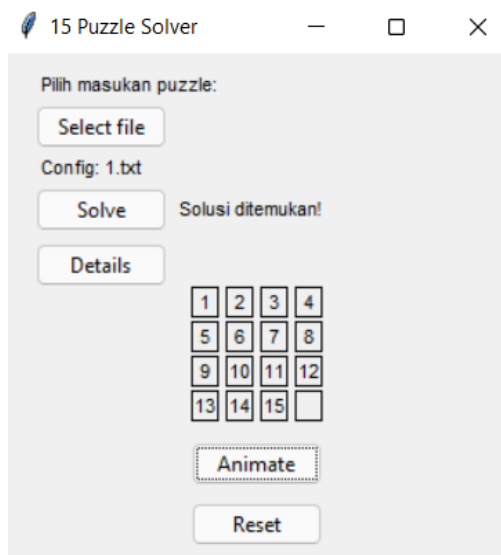 15 Puzzle Solver
Pilih masukan puzzle:
Select file
Config: 1.txt
Solve Solusi ditemukan!
Details
1 2 3 4
5 6 7 8
9 10 11 12
13 14 15
Animate
Reset